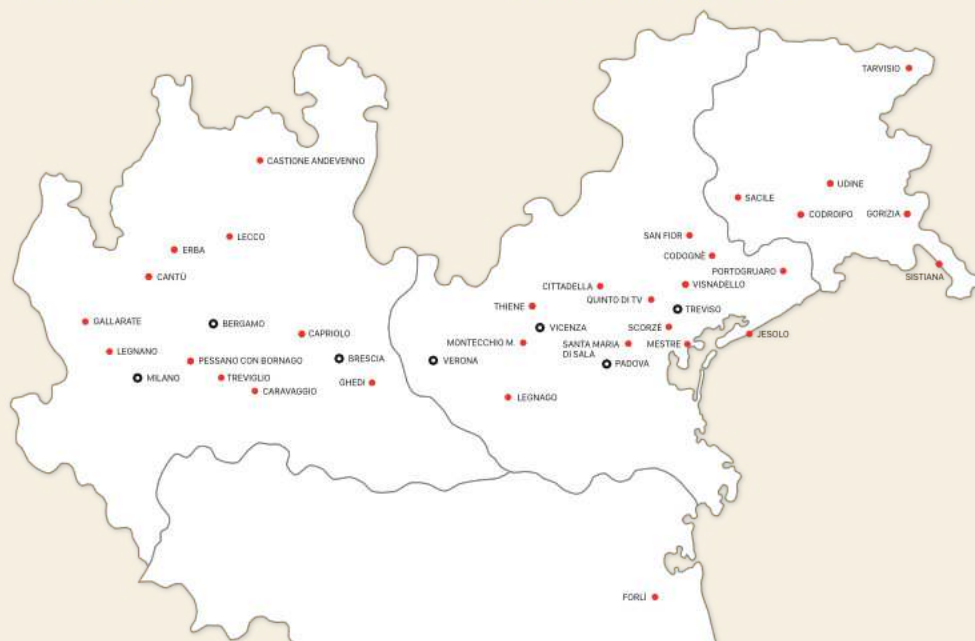 TARVISIO
CASTIONE ANDEVENNO
UDINE
SACILE
CODROIPO
GORIZIA
LECCO
SAN FIOR
ERBA
CODOGNÈ
PORTOGRUARO
SISTIANA
CANTÙ
CITTADELLA
VISNADELLO
QUINTO DI TV
THIENE
TREVISO
GALLARATE
BERGAMO
VICENZA
SCORZÈ
CAPRIOLO
JESOLO
MONTECCHIO M.
SANTA MARIA
DI SALA
MESTRE
LEGNANO
BRESCIA
VERONA
PESSANO CON BORNAGO
PADOVA
MILANO
TREVIGLIO
GHEDI
CARAVAGGIO
LEGNAGO
FORLÌ